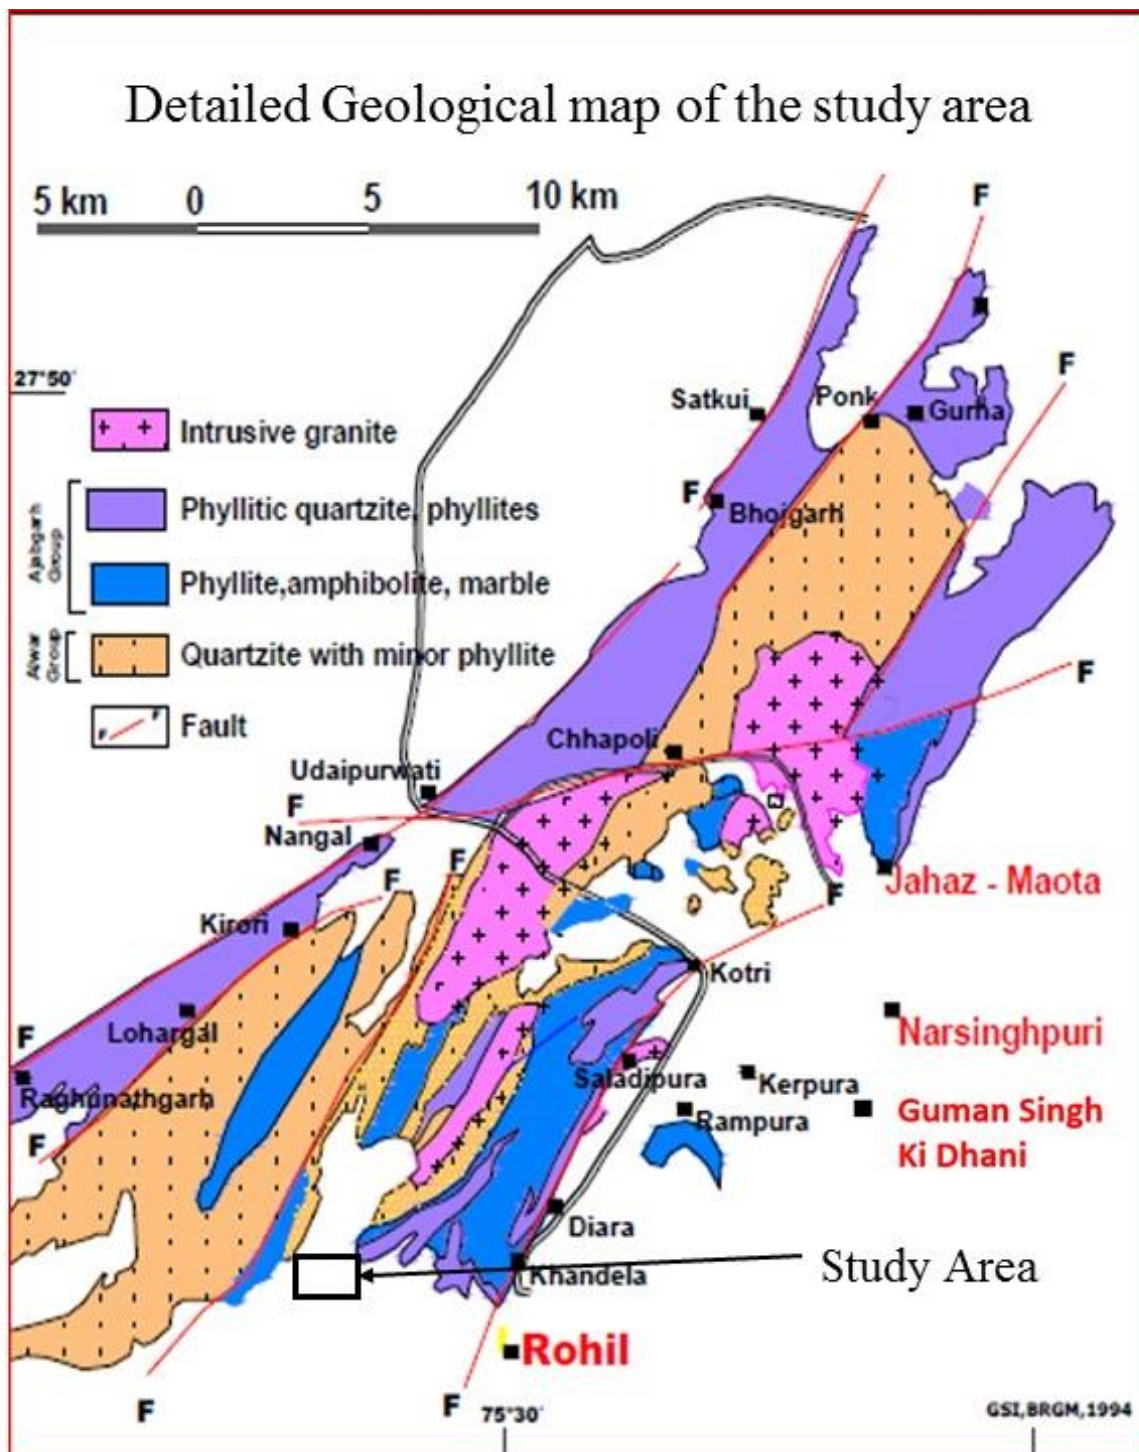 Detailed Geological map of the study area
5 km 0 5 10 km
F
27°50'
F
Satkui
Ponk
Gurha
Intrusive granite
Ajabgarh
Group
Phyllitic quartzite, phyllites
F
Bhojgarh
Phyllite,amphibolite, marble
Alwar
Group
Quartzite with minor phyllite
F
F F
Fault
Chhapoli
Udaipurwati
F
Nangal
F
F
Jahaz - Maota
F
Kirori
Kotri
Lohargal
Narsinghpuri
F
Saladipura
Kerpura
Raghunathgarh
Rampura
Guman Singh
Ki Dhani
F
Diara
Khandela
Study Area
Rohil
F
F
75°30'
GSI,BRGM,1994